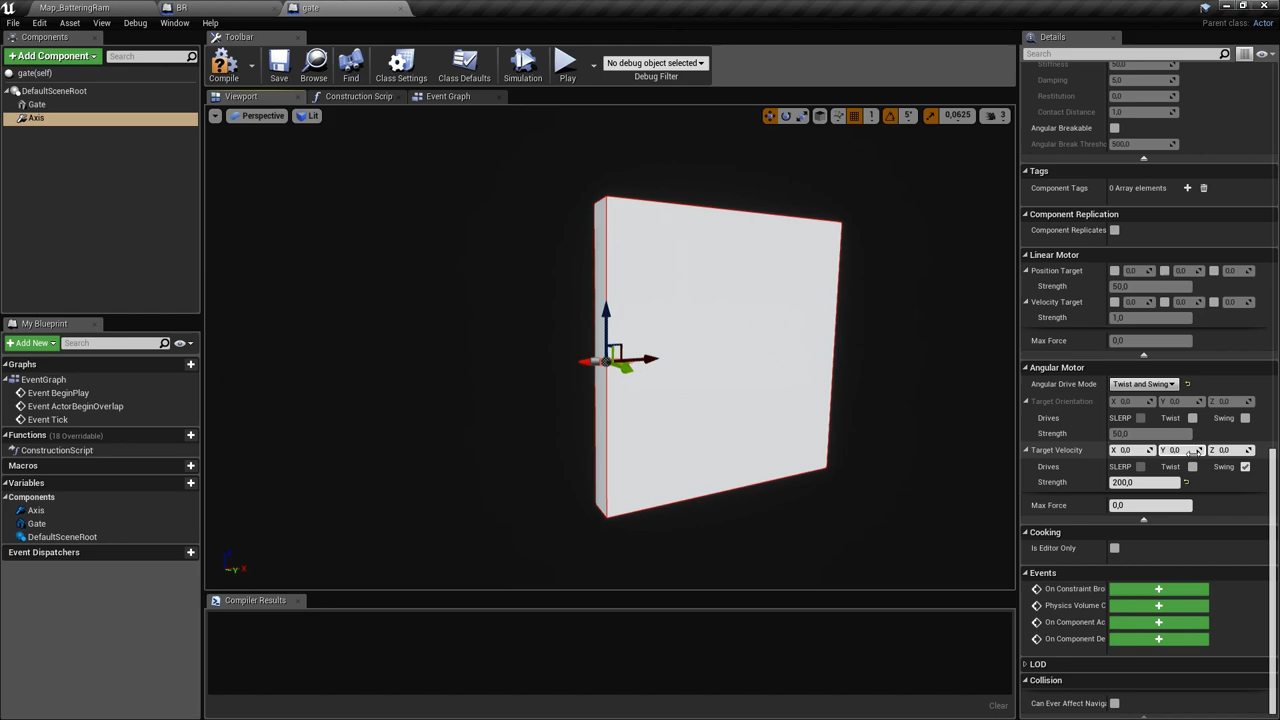 Map_BatteringRam
BR
gate
File Edit Asset View Debug Window Help
Parent class: Actor
Components
Add Component
Search
gate(self)
DefaultSceneRoot
Gate
Axis
My Blueprint
Add New
Search
Graphs
EventGraph
Event BeginPlay
Event ActorBeginOverlap
Event Tick
Functions (18 Overridable)
ConstructionScript
Macros
Variables
Components
Axis
Gate
DefaultSceneRoot
Event Dispatchers
Toolbar
Compile Save Browse Find Class Settings Class Defaults Simulation Play
No debug object selected
Debug Filter
Viewport Construction Scrip Event Graph
Perspective Lit 1 5° 0,0625 3
Z Y X
Compiler Results
Clear
Details
Search
Stiffness 50,0
Damping 5,0
Restitution 0,0
Contact Distance 1,0
Angular Breakable
Angular Break Thresho 500,0
Tags
Component Tags 0 Array elements
Component Replication
Component Replicates
Linear Motor
Position Target 0,0 0,0 0,0
Strength 50,0
Velocity Target 0,0 0,0 0,0
Strength 1,0
Max Force 0,0
Angular Motor
Angular Drive Mode Twist and Swing
Target Orientation X 0,0 Y 0,0 Z 0,0
Drives SLERP Twist Swing
Strength 50,0
Target Velocity X 0,0 Y 0,0 Z 0,0
Drives SLERP Twist Swing
Strength 200,0
Max Force 0,0
Cooking
Is Editor Only
Events
On Constraint Bro
Physics Volume C
On Component Ac
On Component De
LOD
Collision
Can Ever Affect Naviga